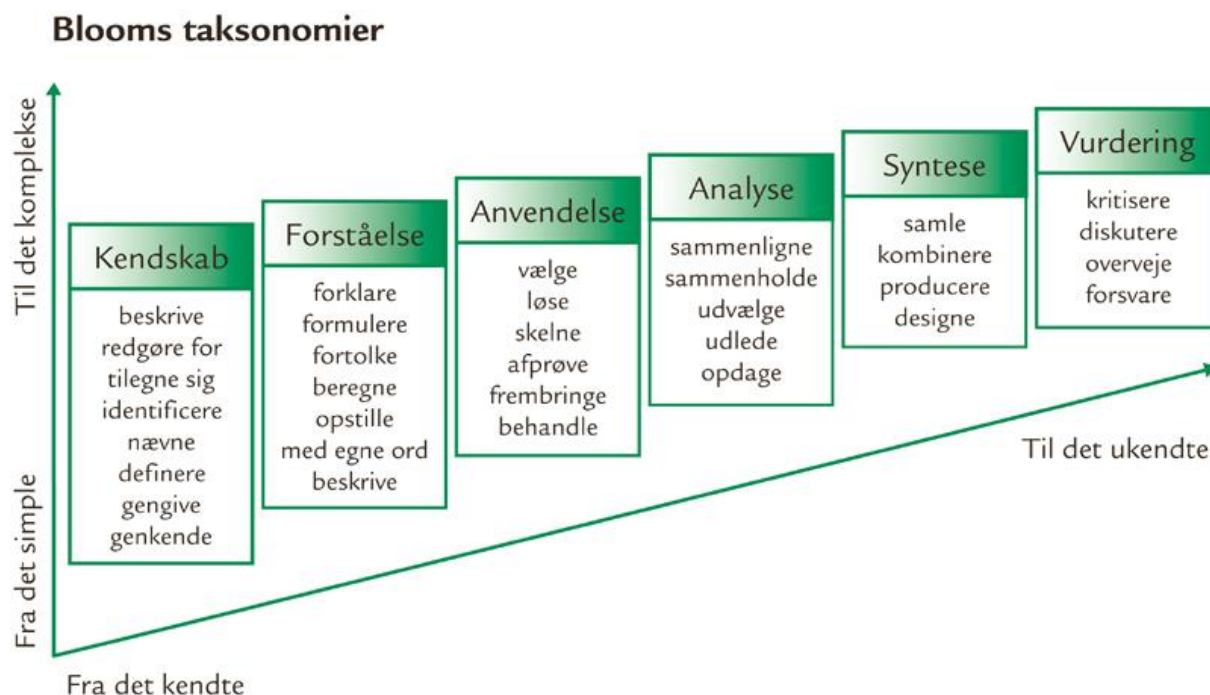 Blooms taksonomier
Til det komplekse
Fra det simple
Kendskab
beskrive
redgøre for
tilegne sig
identificere
nævne
definere
gengive
genkende
Forståelse
forklare
formulere
fortolke
beregne
opstille
med egne ord
beskrive
Anvendelse
vælge
løse
skelne
afprøve
frembringe
behandle
Analyse
sammenligne
sammenholde
udvælge
udlede
opdage
Syntese
samle
kombinere
producere
designe
Vurdering
kritisere
diskutere
overveje
forsvare
Til det ukendte
Fra det kendte